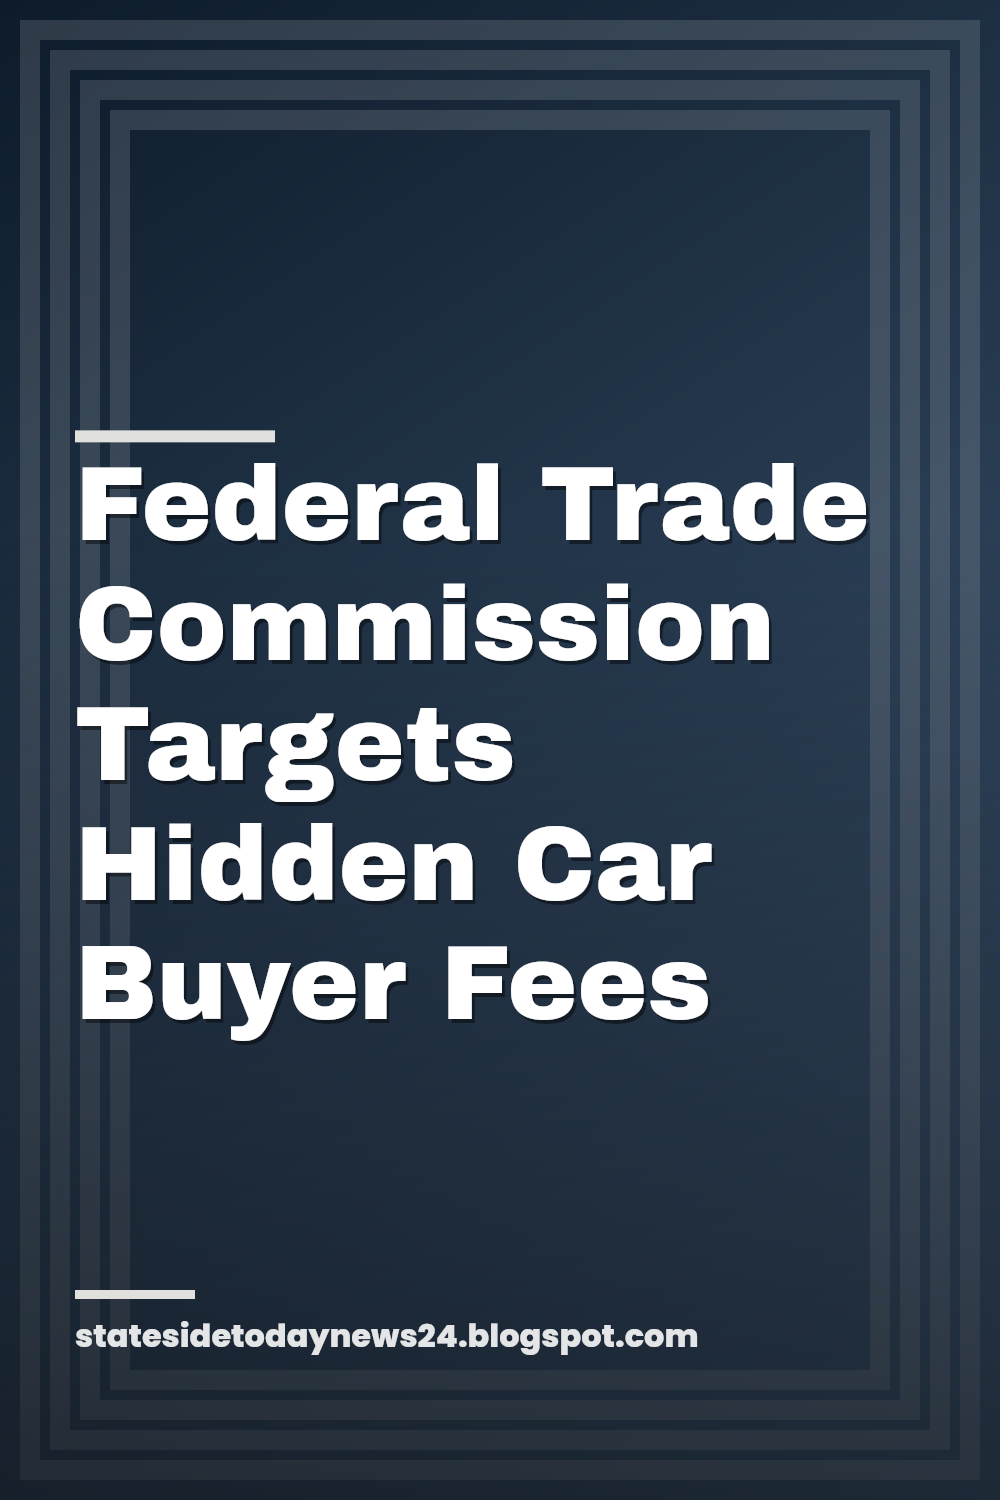 Federal Trade
Commission
Targets
Hidden Car
Buyer Fees
statesidetodaynews24.blogspot.com